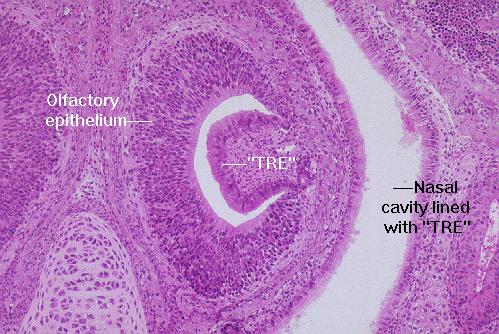 Olfactory
epithelium
"TRE"
Nasal
cavity lined
with "TRE"